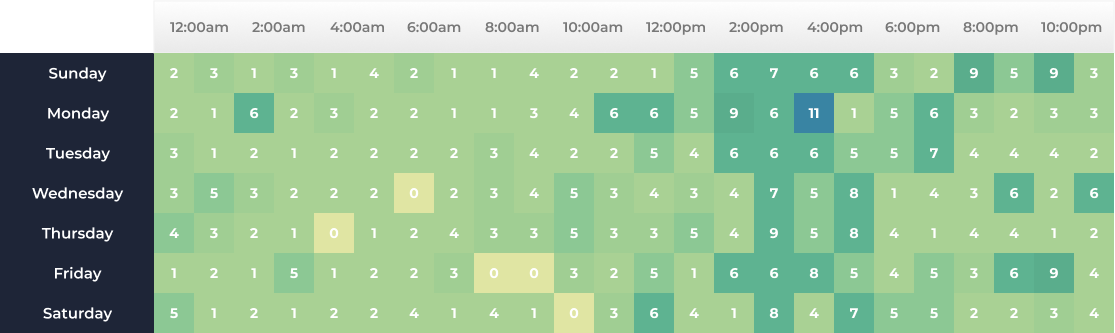 12:00am 2:00am 4:00am 6:00am 8:00am 10:00am 12:00pm 2:00pm 4:00pm 6:00pm 8:00pm 10:00pm
Sunday 2 3 1 3 1 4 2 1 1 4 2 2 1 5 6 7 6 6 3 2 9 5 9 3
Monday 2 1 6 2 3 2 2 1 1 3 4 6 6 5 9 6 11 1 5 6 3 2 3 3
Tuesday 3 1 2 1 2 2 2 2 3 4 2 2 5 4 6 6 6 5 5 7 4 4 4 2
Wednesday 3 5 3 2 2 2 0 2 3 4 5 3 4 3 4 7 5 8 1 4 3 6 2 6
Thursday 4 3 2 1 0 1 2 4 3 3 5 3 3 5 4 9 5 8 4 1 4 4 1 2
Friday 1 2 1 5 1 2 2 3 0 0 3 2 5 1 6 6 8 5 4 5 3 6 9 4
Saturday 5 1 2 1 2 2 4 1 4 1 0 3 6 4 1 8 4 7 5 5 2 2 3 4